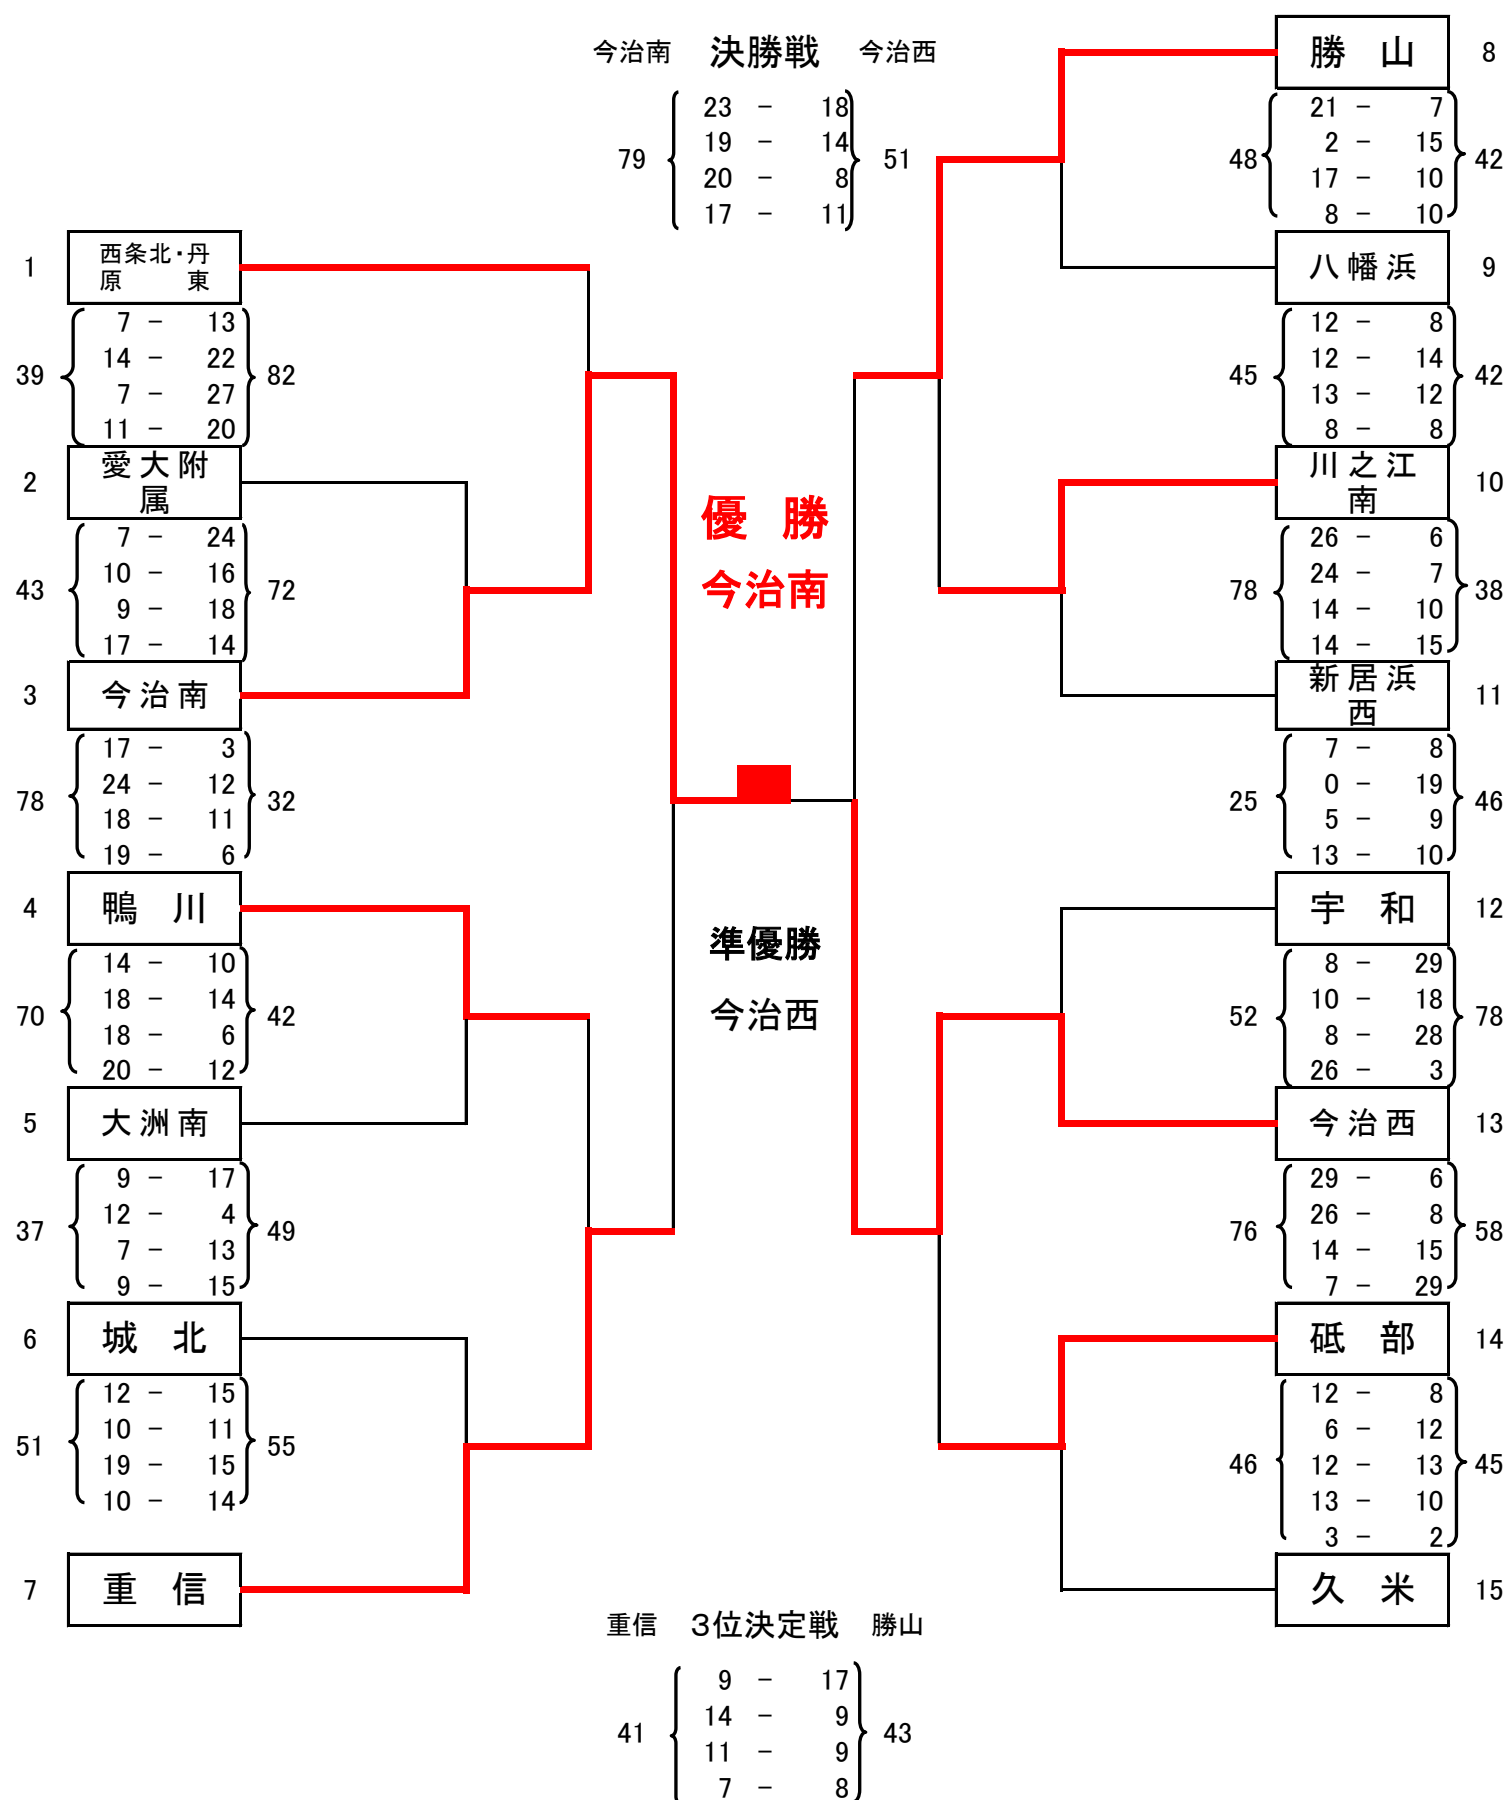 今治南 決勝戦 今治西
23 － 18
19 － 14
79 51
20 － 8
17 － 11
1 西条北・丹
原 東
7 － 13
14 － 22
39 82
7 － 27
11 － 20
2 愛大附
属
7 － 24
10 － 16
43 72
9 － 18
17 － 14
3 今治南
17 － 3
24 － 12
78 32
18 － 11
19 － 6
4 鴨 川
14 － 10
18 － 14
70 42
18 － 6
20 － 12
5 大洲南
9 － 17
12 － 4
37 49
7 － 13
9 － 15
6 城 北
12 － 15
10 － 11
51 55
19 － 15
10 － 14
7 重 信
優 勝
今治南
準優勝
今治西
勝 山 8
21 － 7
2 － 15
48 42
17 － 10
8 － 10
八幡浜 9
12 － 8
12 － 14
45 42
13 － 12
8 － 8
川之江
南 10
26 － 6
24 － 7
78 38
14 － 10
14 － 15
新居浜
西 11
7 － 8
0 － 19
25 46
5 － 9
13 － 10
宇 和 12
8 － 29
10 － 18
52 78
8 － 28
26 － 3
今治西 13
29 － 6
26 － 8
76 58
14 － 15
7 － 29
砥 部 14
12 － 8
6 － 12
46 45
12 － 13
13 － 10
3 － 2
久 米 15
重信 3位決定戦 勝山
9 － 17
14 － 9
41 43
11 － 9
7 － 8